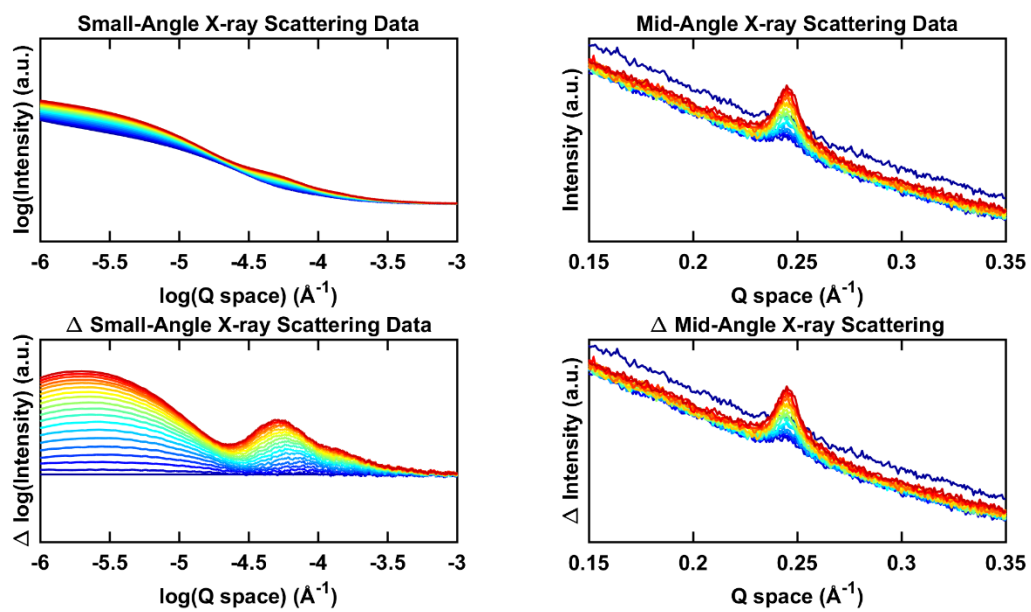 Small-Angle X-ray Scattering Data
log(Intensity) (a.u.)
-6 -5.5 -5 -4.5 -4 -3.5 -3
log(Q space) (Å-1)
Mid-Angle X-ray Scattering Data
Intensity (a.u.)
0.15 0.2 0.25 0.3 0.35
Q space (Å-1)
Δ Small-Angle X-ray Scattering Data
Δ log(Intensity) (a.u.)
-6 -5.5 -5 -4.5 -4 -3.5 -3
log(Q space) (Å-1)
Δ Mid-Angle X-ray Scattering
Δ Intensity (a.u.)
0.15 0.2 0.25 0.3 0.35
Q space (Å-1)